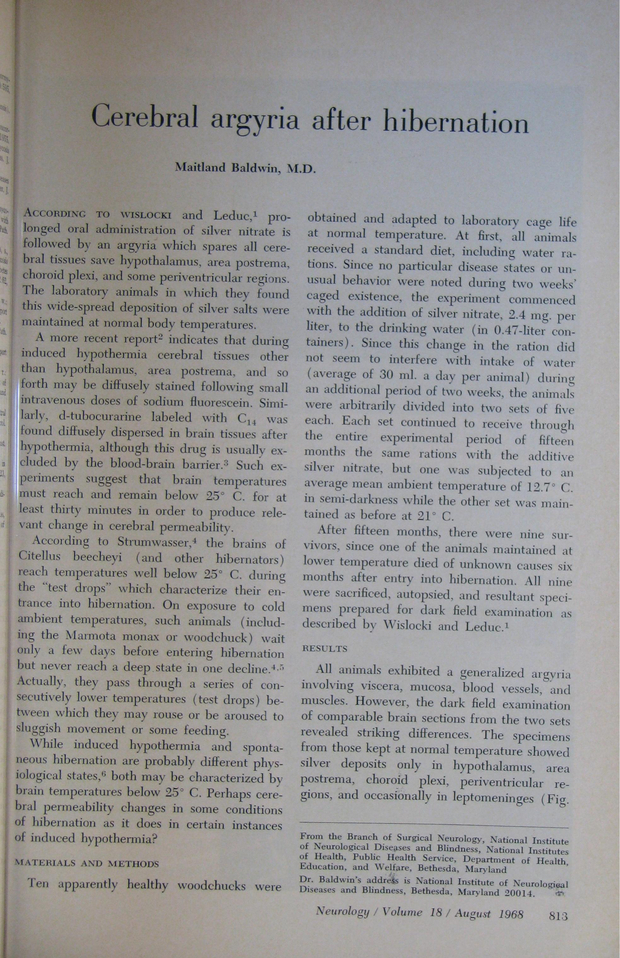 Cerebral argyria after hibernation
Maitland Baldwin, M.D.
ACCORDING TO WISLOCKI and Leduc,¹ pro-
longed oral administration of silver nitrate is
followed by an argyria which spares all cere-
bral tissues save hypothalamus, area postrema,
choroid plexi, and some periventricular regions.
The laboratory animals in which they found
this wide-spread deposition of silver salts were
maintained at normal body temperatures.
A more recent report² indicates that during
induced hypothermia cerebral tissues other
than hypothalamus, area postrema, and so
forth may be diffusely stained following small
intravenous doses of sodium fluorescein. Simi-
larly, d-tubocurarine labeled with C₁₄ was
found diffusely dispersed in brain tissues after
hypothermia, although this drug is usually ex-
cluded by the blood-brain barrier.³ Such ex-
periments suggest that brain temperatures
must reach and remain below 25° C. for at
least thirty minutes in order to produce rele-
vant change in cerebral permeability.
According to Strumwasser,⁴ the brains of
Citellus beecheyi (and other hibernators)
reach temperatures well below 25° C. during
the "test drops" which characterize their en-
trance into hibernation. On exposure to cold
ambient temperatures, such animals (includ-
ing the Marmota monax or woodchuck) wait
only a few days before entering hibernation
but never reach a deep state in one decline.⁴,⁵
Actually, they pass through a series of con-
secutively lower temperatures (test drops) be-
tween which they may rouse or be aroused to
sluggish movement or some feeding.
While induced hypothermia and sponta-
neous hibernation are probably different phys-
iological states,⁶ both may be characterized by
brain temperatures below 25° C. Perhaps cere-
bral permeability changes in some conditions
of hibernation as it does in certain instances
of induced hypothermia?
MATERIALS AND METHODS
Ten apparently healthy woodchucks were
obtained and adapted to laboratory cage life
at normal temperature. At first, all animals
received a standard diet, including water ra-
tions. Since no particular disease states or un-
usual behavior were noted during two weeks'
caged existence, the experiment commenced
with the addition of silver nitrate, 2.4 mg. per
liter, to the drinking water (in 0.47-liter con-
tainers). Since this change in the ration did
not seem to interfere with intake of water
(average of 30 ml. a day per animal) during
an additional period of two weeks, the animals
were arbitrarily divided into two sets of five
each. Each set continued to receive through
the entire experimental period of fifteen
months the same rations with the additive
silver nitrate, but one was subjected to an
average mean ambient temperature of 12.7° C.
in semi-darkness while the other set was main-
tained as before at 21° C.
After fifteen months, there were nine sur-
vivors, since one of the animals maintained at
lower temperature died of unknown causes six
months after entry into hibernation. All nine
were sacrificed, autopsied, and resultant speci-
mens prepared for dark field examination as
described by Wislocki and Leduc.¹
RESULTS
All animals exhibited a generalized argyria
involving viscera, mucosa, blood vessels, and
muscles. However, the dark field examination
of comparable brain sections from the two sets
revealed striking differences. The specimens
from those kept at normal temperature showed
silver deposits only in hypothalamus, area
postrema, choroid plexi, periventricular re-
gions, and occasionally in leptomeninges (Fig.
From the Branch of Surgical Neurology, National Institute
of Neurological Diseases and Blindness, National Institutes
of Health, Public Health Service, Department of Health,
Education, and Welfare, Bethesda, Maryland
Dr. Baldwin's address is National Institute of Neurological
Diseases and Blindness, Bethesda, Maryland 20014.
Neurology / Volume 18 / August 1968 813